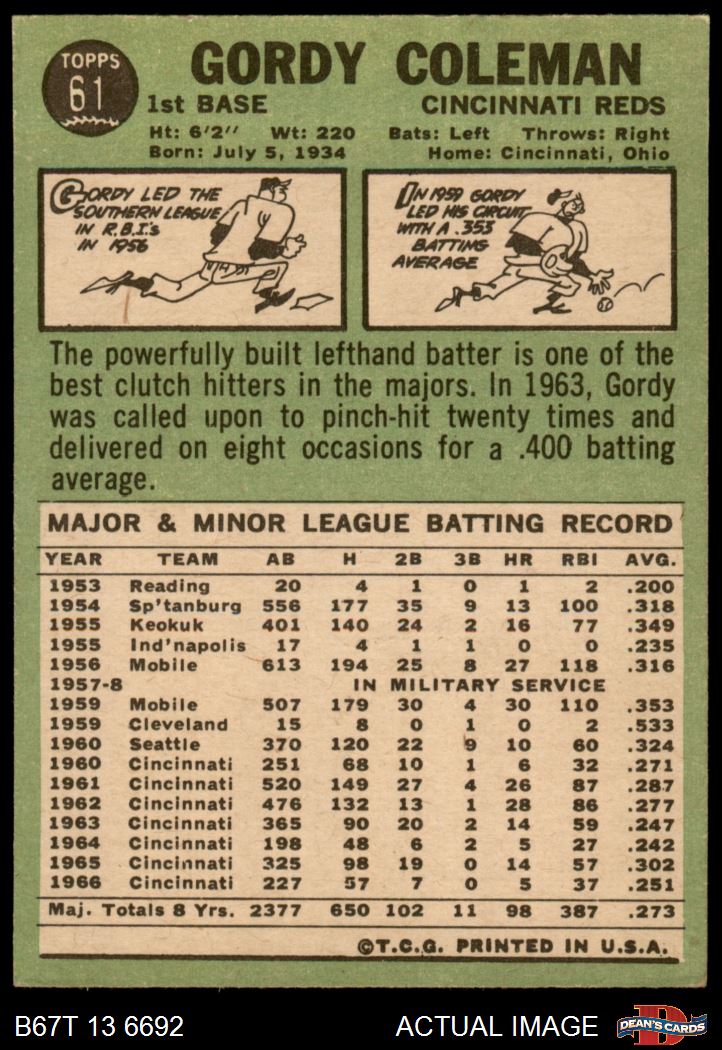 TOPPS
61
GORDY COLEMAN
1st BASE CINCINNATI REDS
Ht: 6'2'' Wt: 220 Bats: Left Throws: Right
Born: July 5, 1934 Home: Cincinnati, Ohio
GORDY LED THE
SOUTHERN LEAGUE
IN R.B.I.'s
IN 1956
IN 1959 GORDY
LED HIS CIRCUIT
WITH A .353
BATTING
AVERAGE
The powerfully built lefthand batter is one of the
best clutch hitters in the majors. In 1963, Gordy
was called upon to pinch-hit twenty times and
delivered on eight occasions for a .400 batting
average.
MAJOR & MINOR LEAGUE BATTING RECORD
YEAR TEAM AB H 2B 3B HR RBI AVG.
1953 Reading 20 4 1 0 1 2 .200
1954 Sp'tanburg 556 177 35 9 13 100 .318
1955 Keokuk 401 140 24 2 16 77 .349
1955 Ind'napolis 17 4 1 1 0 0 .235
1956 Mobile 613 194 25 8 27 118 .316
1957-8 IN MILITARY SERVICE
1959 Mobile 507 179 30 4 30 110 .353
1959 Cleveland 15 8 0 1 0 2 .533
1960 Seattle 370 120 22 9 10 60 .324
1960 Cincinnati 251 68 10 1 6 32 .271
1961 Cincinnati 520 149 27 4 26 87 .287
1962 Cincinnati 476 132 13 1 28 86 .277
1963 Cincinnati 365 90 20 2 14 59 .247
1964 Cincinnati 198 48 6 2 5 27 .242
1965 Cincinnati 325 98 19 0 14 57 .302
1966 Cincinnati 227 57 7 0 5 37 .251
Maj. Totals 8 Yrs. 2377 650 102 11 98 387 .273
©T.C.G. PRINTED IN U.S.A.
B67T 13 6692 ACTUAL IMAGE D DEAN'S CARDS